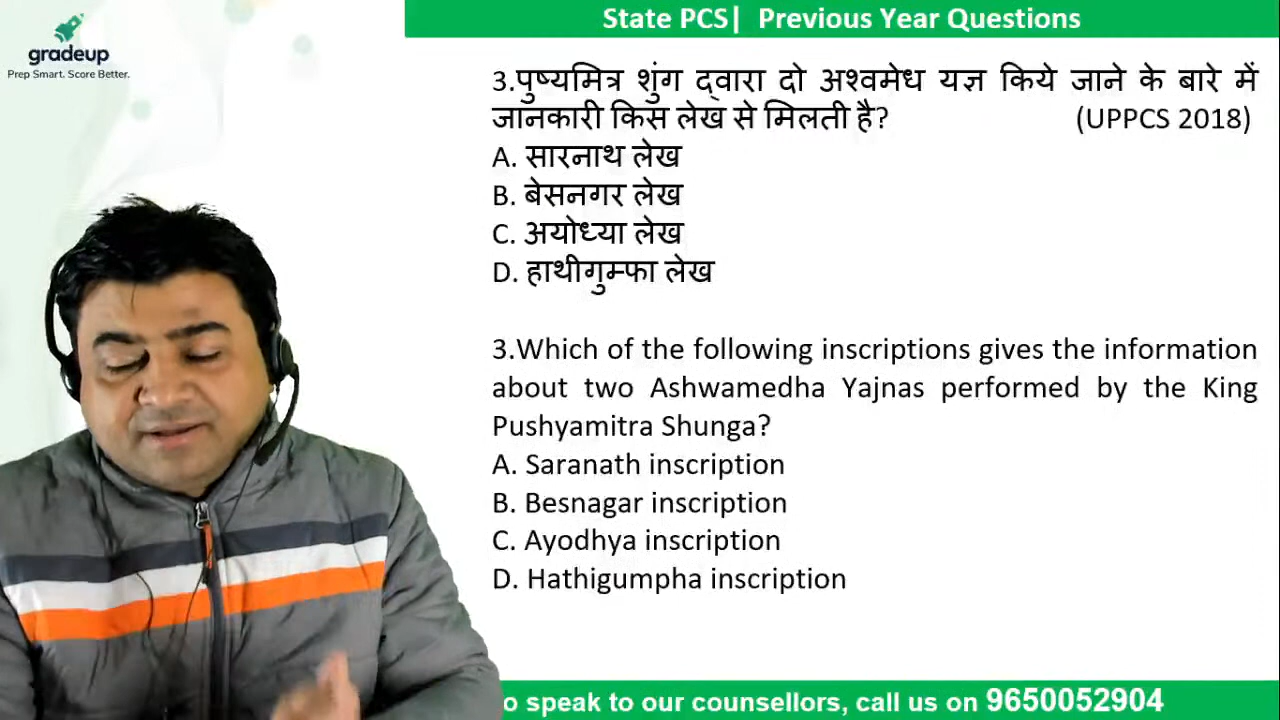 gradeup
Prep Smart. Score Better.
State PCS| Previous Year Questions
3.पुष्यमित्र शुंग द्वारा दो अश्वमेध यज्ञ किये जाने के बारे में
जानकारी किस लेख से मिलती है? (UPPCS 2018)
A. सारनाथ लेख
B. बेसनगर लेख
C. अयोध्या लेख
D. हाथीगुम्फा लेख
3.Which of the following inscriptions gives the information
about two Ashwamedha Yajnas performed by the King
Pushyamitra Shunga?
A. Saranath inscription
B. Besnagar inscription
C. Ayodhya inscription
D. Hathigumpha inscription
o speak to our counsellors, call us on 9650052904